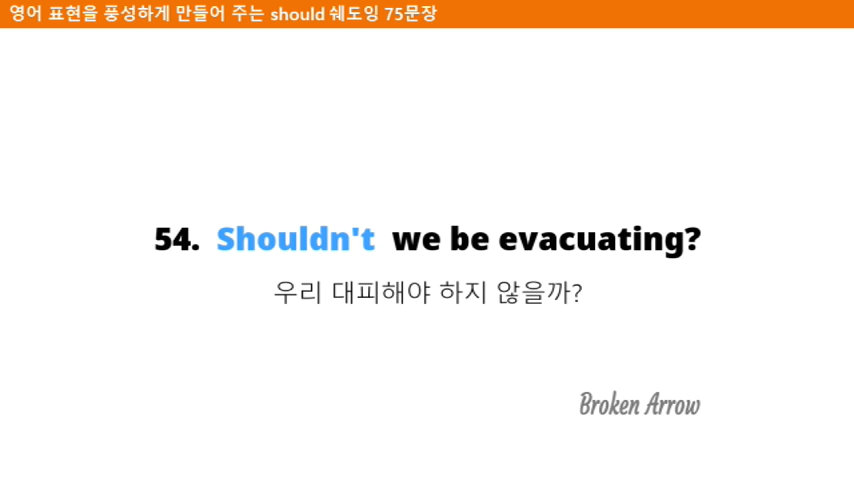 영어 표현을 풍성하게 만들어 주는 should 쉐도잉 75문장
54. Shouldn't we be evacuating?
우리 대피해야 하지 않을까?
Broken Arrow